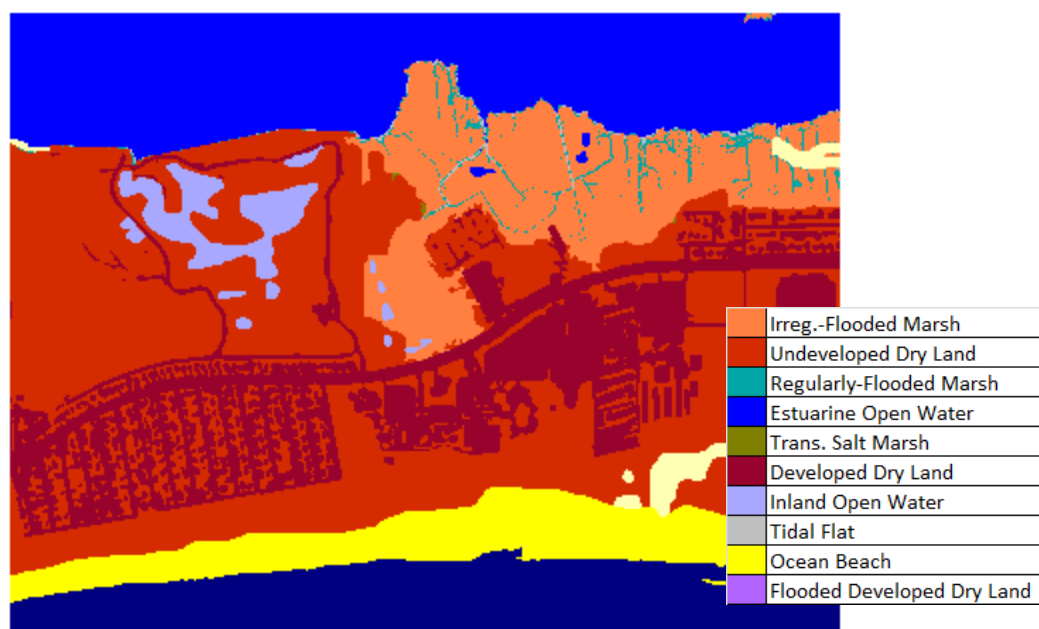 Irreg.-Flooded Marsh
Undeveloped Dry Land
Regularly-Flooded Marsh
Estuarine Open Water
Trans. Salt Marsh
Developed Dry Land
Inland Open Water
Tidal Flat
Ocean Beach
Flooded Developed Dry Land